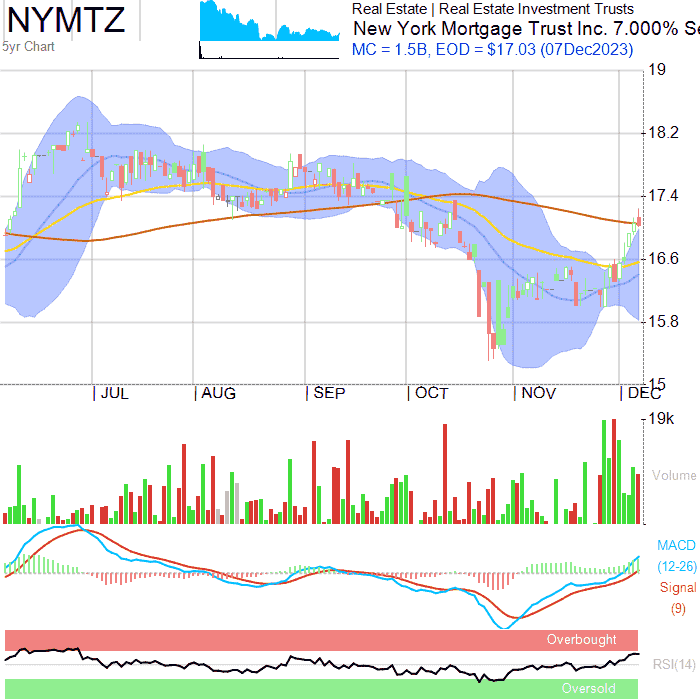 NYMTZ
5yr Chart
Real Estate | Real Estate Investment Trusts
New York Mortgage Trust Inc. 7.000% Se
MC = 1.5B, EOD = $17.03 (07Dec2023)
19
18.2
17.4
16.6
15.8
15
JUL
AUG
SEP
OCT
NOV
DEC
19k
Volume
MACD
(12-26)
Signal
(9)
Overbought
RSI(14)
Oversold